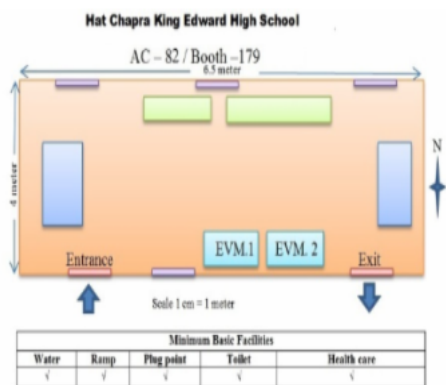 Hat Chapra King Edward High School
AC – 82 / Booth –179
6.5 meter
4 meter
N
EVM.1 EVM. 2
Entrance Exit
Scale 1 cm = 1 meter
Minimum Basic Facilities
Water Ramp Plug point Toilet Health care
√ √ √ √ √